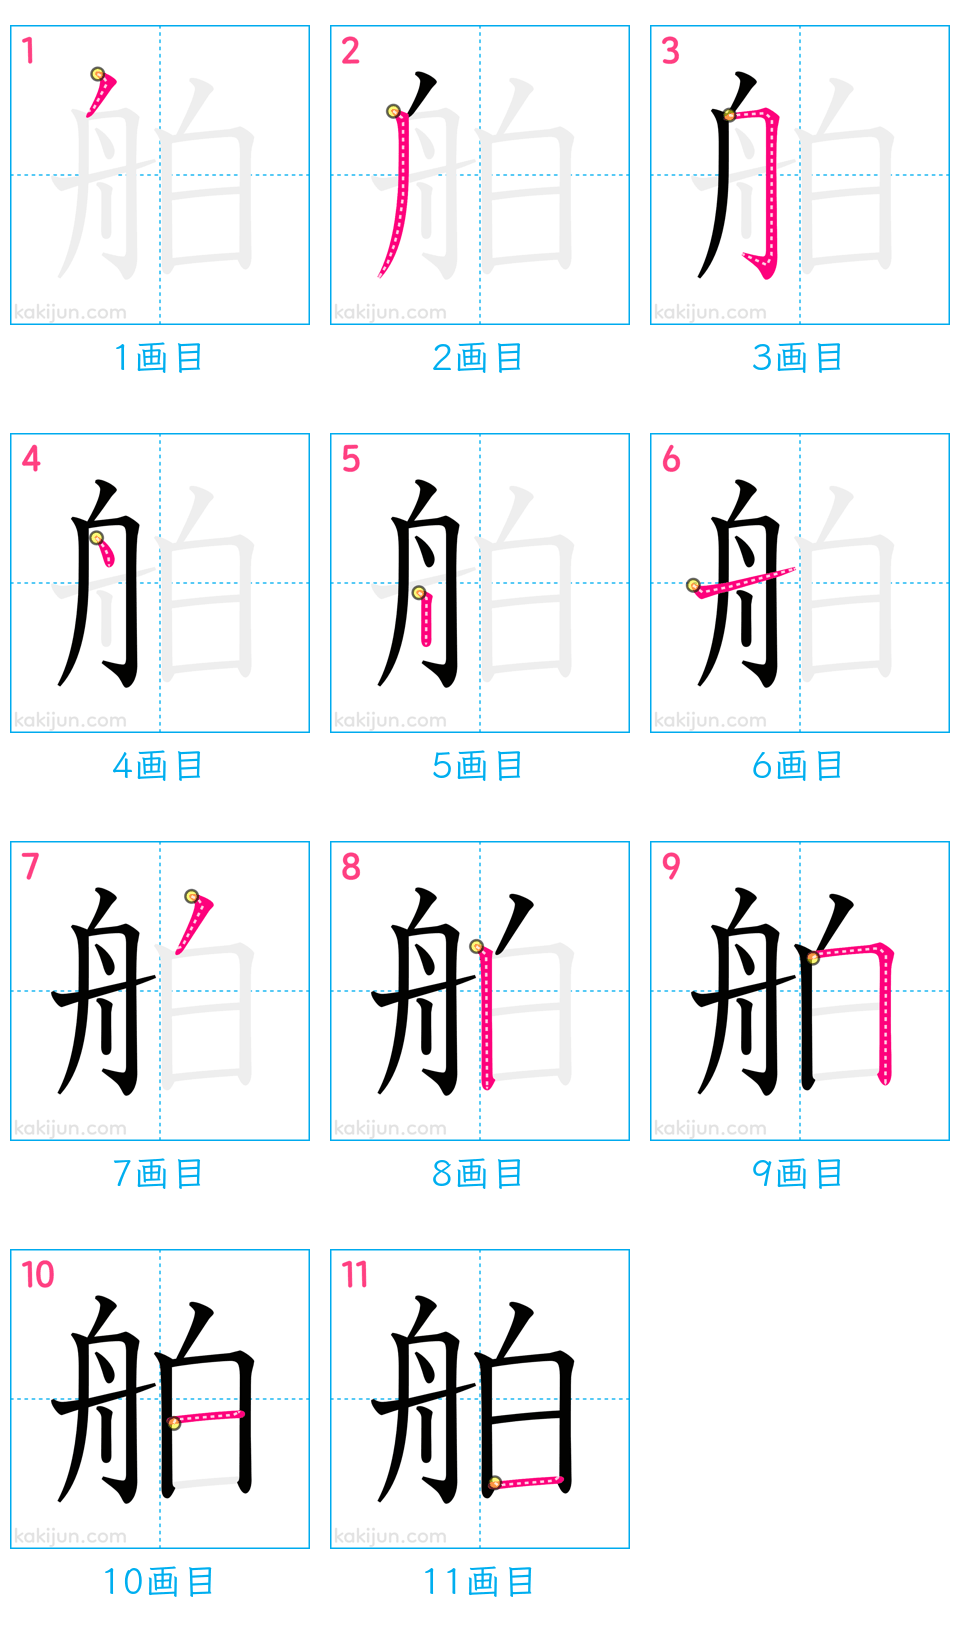 1 2 3
kakijun.com kakijun.com kakijun.com
1画目 2画目 3画目
4 5 6
kakijun.com kakijun.com kakijun.com
4画目 5画目 6画目
7 8 9
舟 舟 舟
kakijun.com kakijun.com kakijun.com
7画目 8画目 9画目
10 11
舶 舶
kakijun.com kakijun.com
10画目 11画目